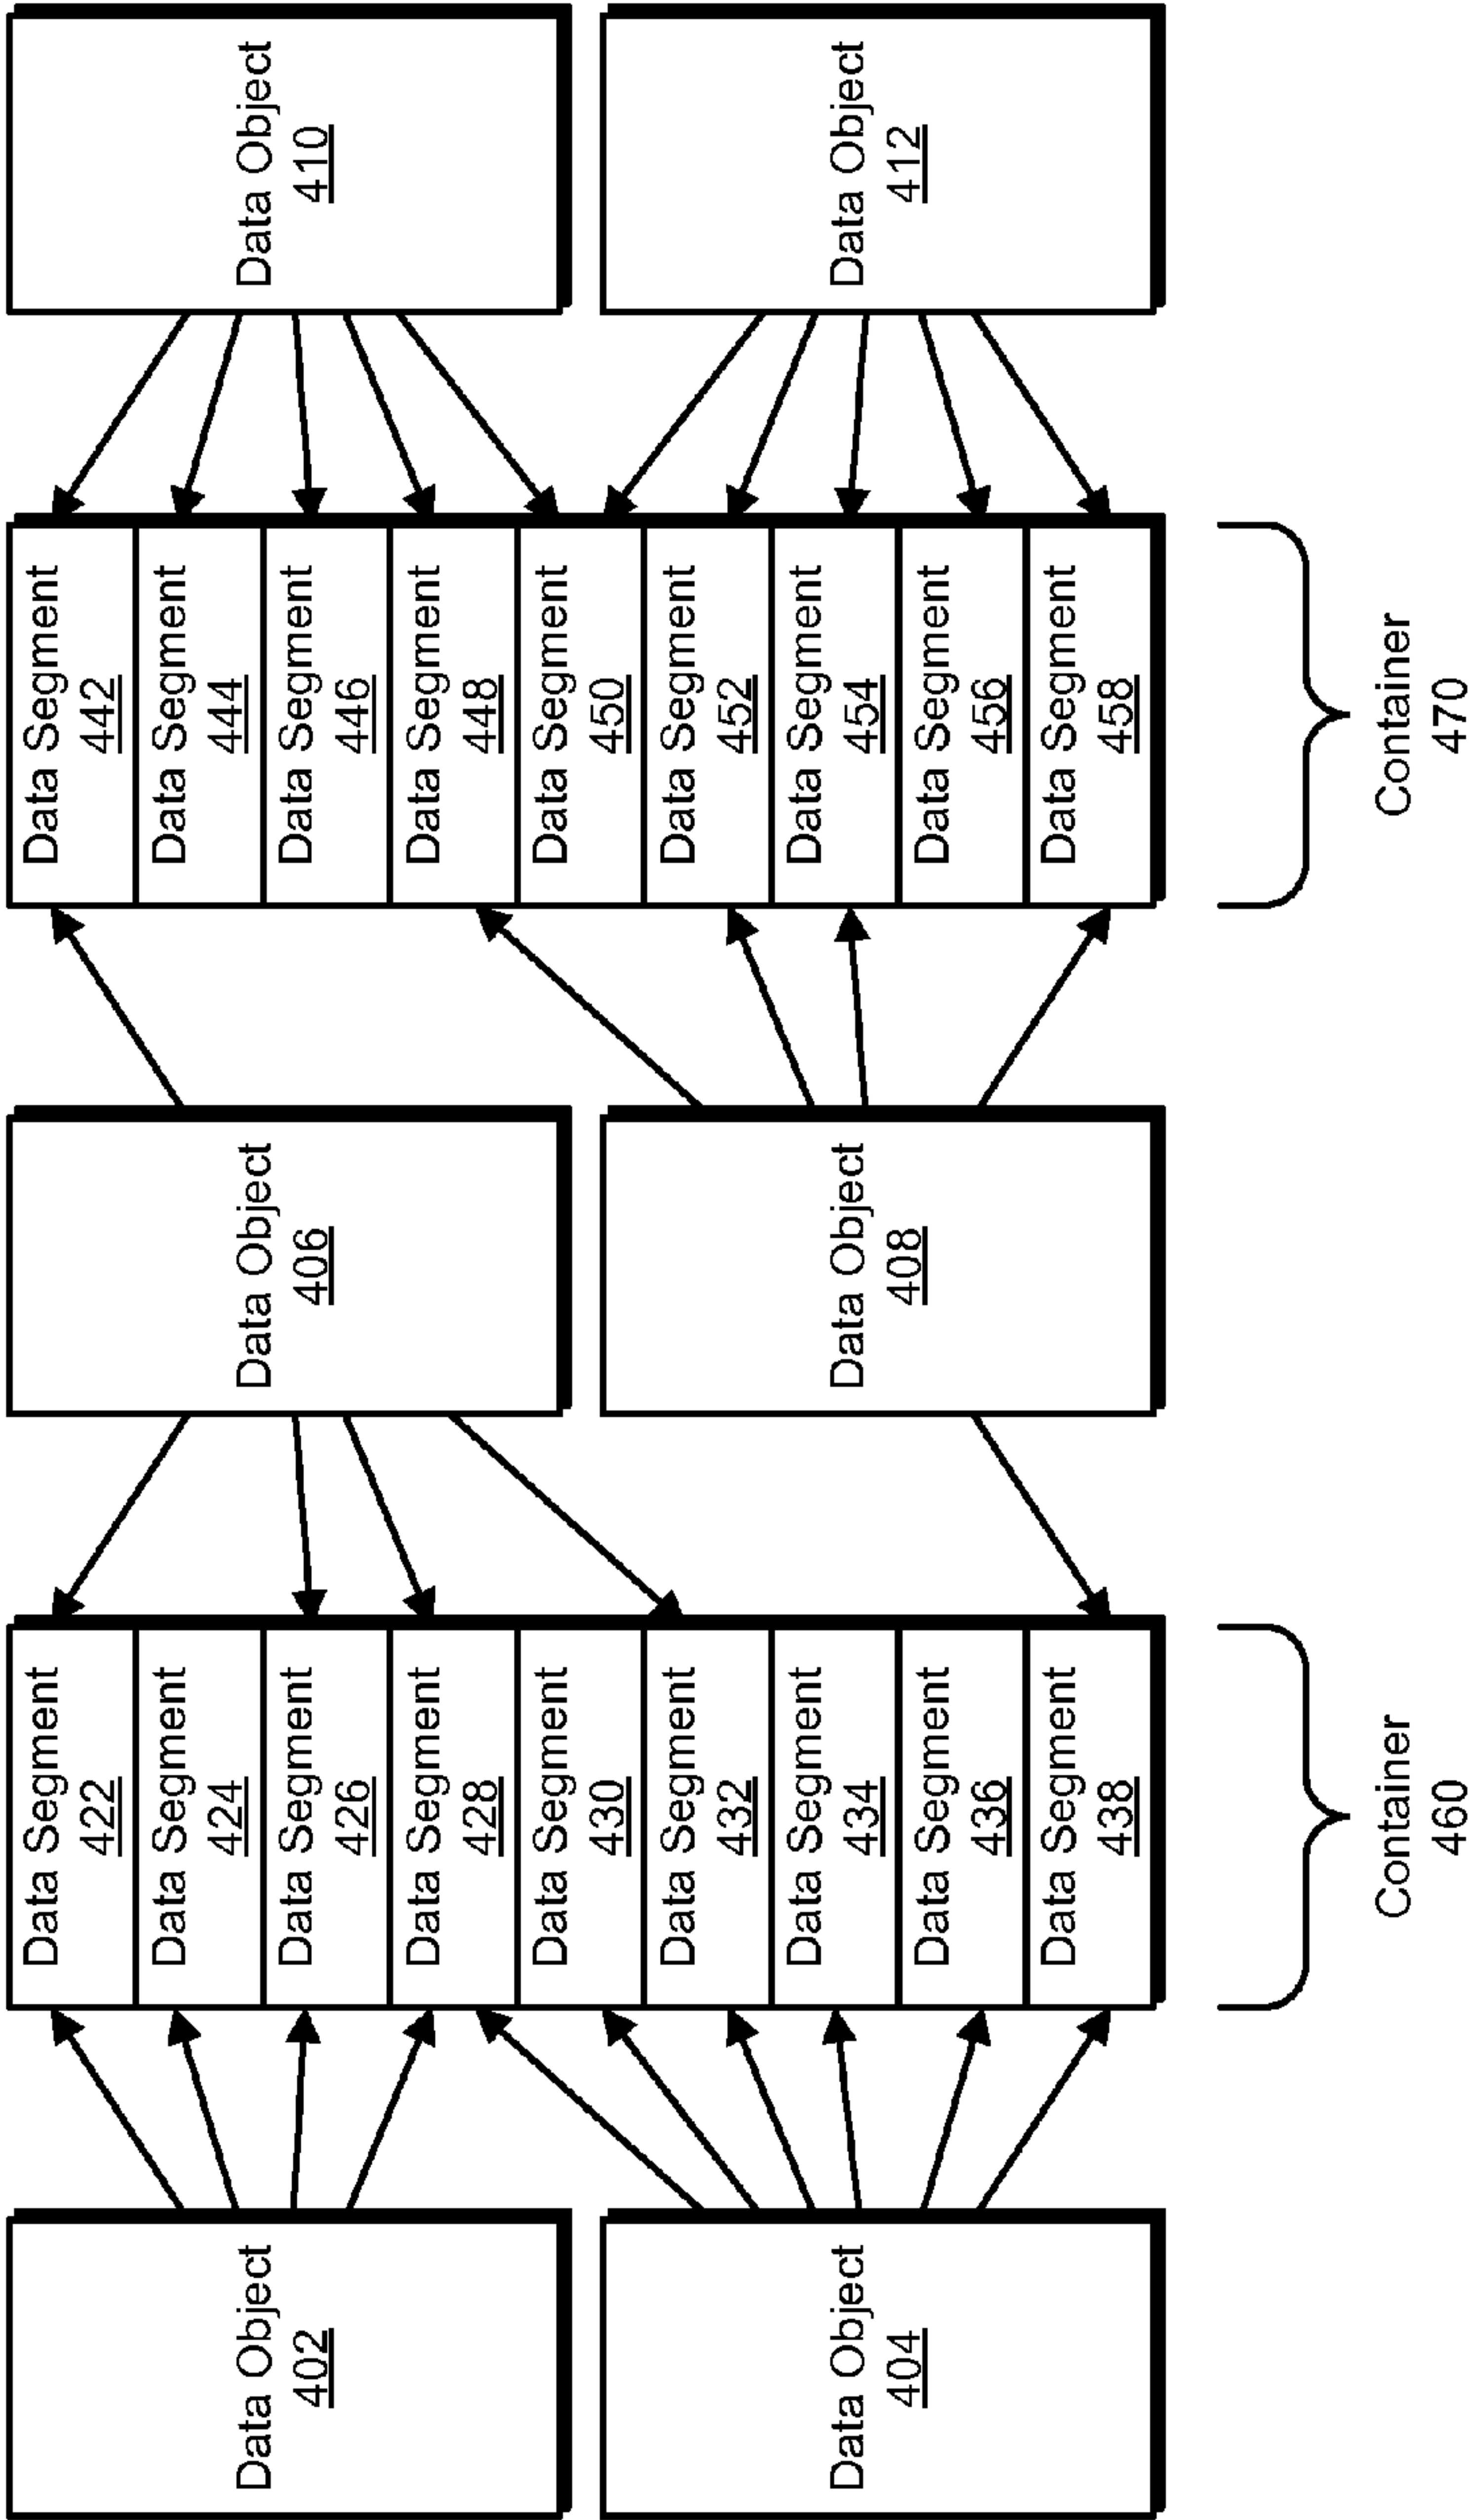 Data Object
402
Data Object
404
Data Segment
422
Data Segment
424
Data Segment
426
Data Segment
428
Data Segment
430
Data Segment
432
Data Segment
434
Data Segment
436
Data Segment
438
Container
460
Data Object
406
Data Object
408
Data Segment
442
Data Segment
444
Data Segment
446
Data Segment
448
Data Segment
450
Data Segment
452
Data Segment
454
Data Segment
456
Data Segment
458
Container
470
Data Object
410
Data Object
412